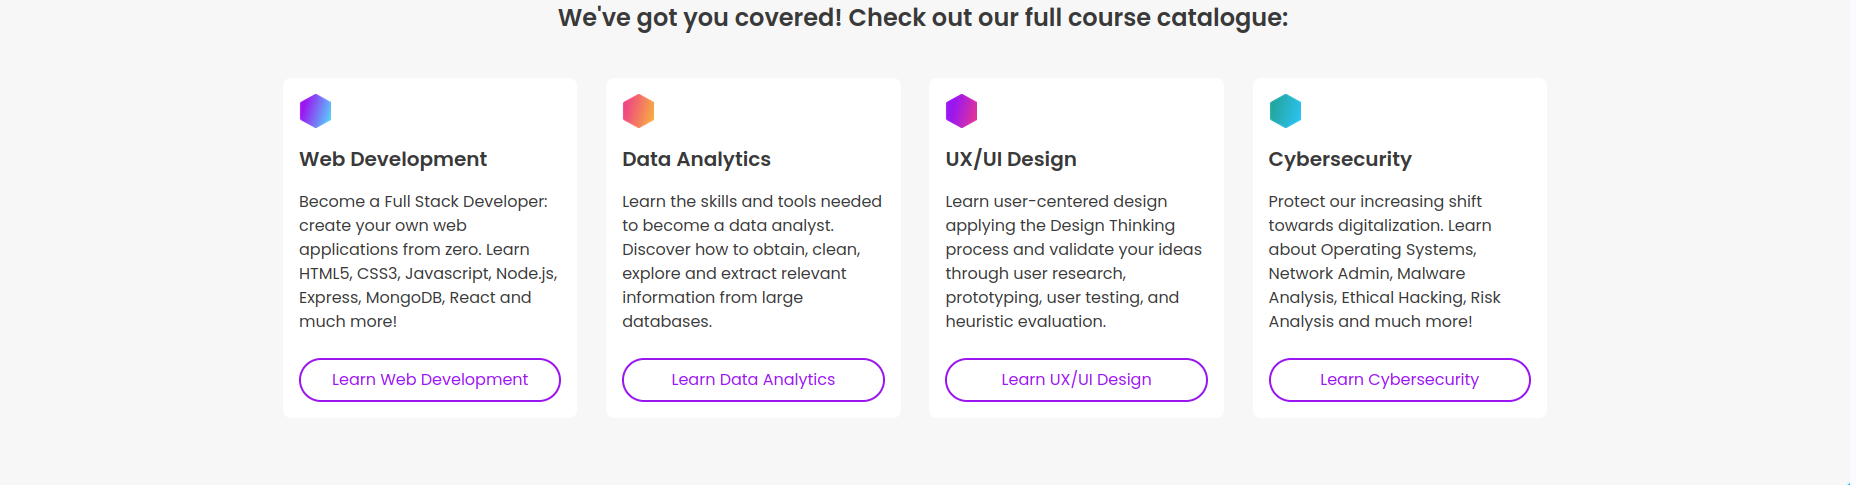 We've got you covered! Check out our full course catalogue:
Web Development
Become a Full Stack Developer:
create your own web
applications from zero. Learn
HTML5, CSS3, Javascript, Node.js,
Express, MongoDB, React and
much more!
Learn Web Development
Data Analytics
Learn the skills and tools needed
to become a data analyst.
Discover how to obtain, clean,
explore and extract relevant
information from large
databases.
Learn Data Analytics
UX/UI Design
Learn user-centered design
applying the Design Thinking
process and validate your ideas
through user research,
prototyping, user testing, and
heuristic evaluation.
Learn UX/UI Design
Cybersecurity
Protect our increasing shift
towards digitalization. Learn
about Operating Systems,
Network Admin, Malware
Analysis, Ethical Hacking, Risk
Analysis and much more!
Learn Cybersecurity